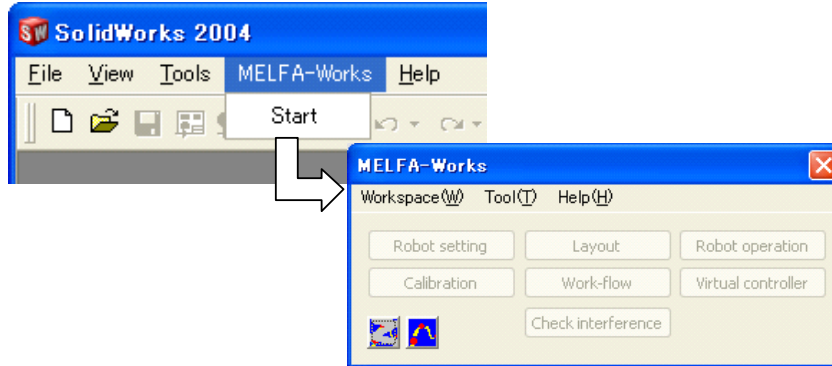 SolidWorks 2004
File View Tools MELFA-Works Help
Start
MELFA-Works
Workspace(W) Tool(T) Help(H)
Robot setting Layout Robot operation
Calibration Work-flow Virtual controller
Check interference